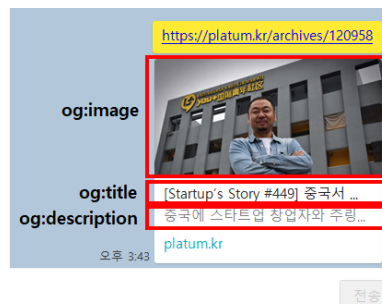 https://platum.kr/archives/120958
og:image
og:title
[Startup's Story #449] 중국서 ...
og:description
중국에 스타트업 창업자와 주링...
platum.kr
오후 3:43
전송